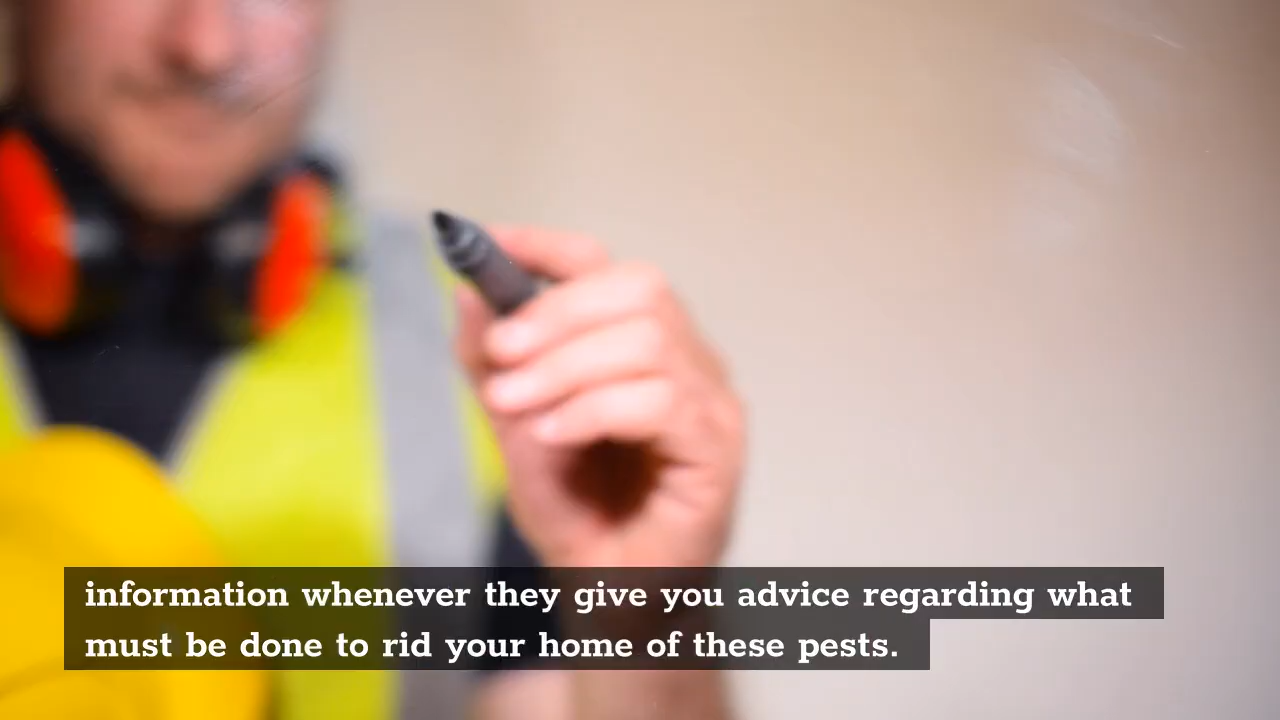 information whenever they give you advice regarding what
must be done to rid your home of these pests.